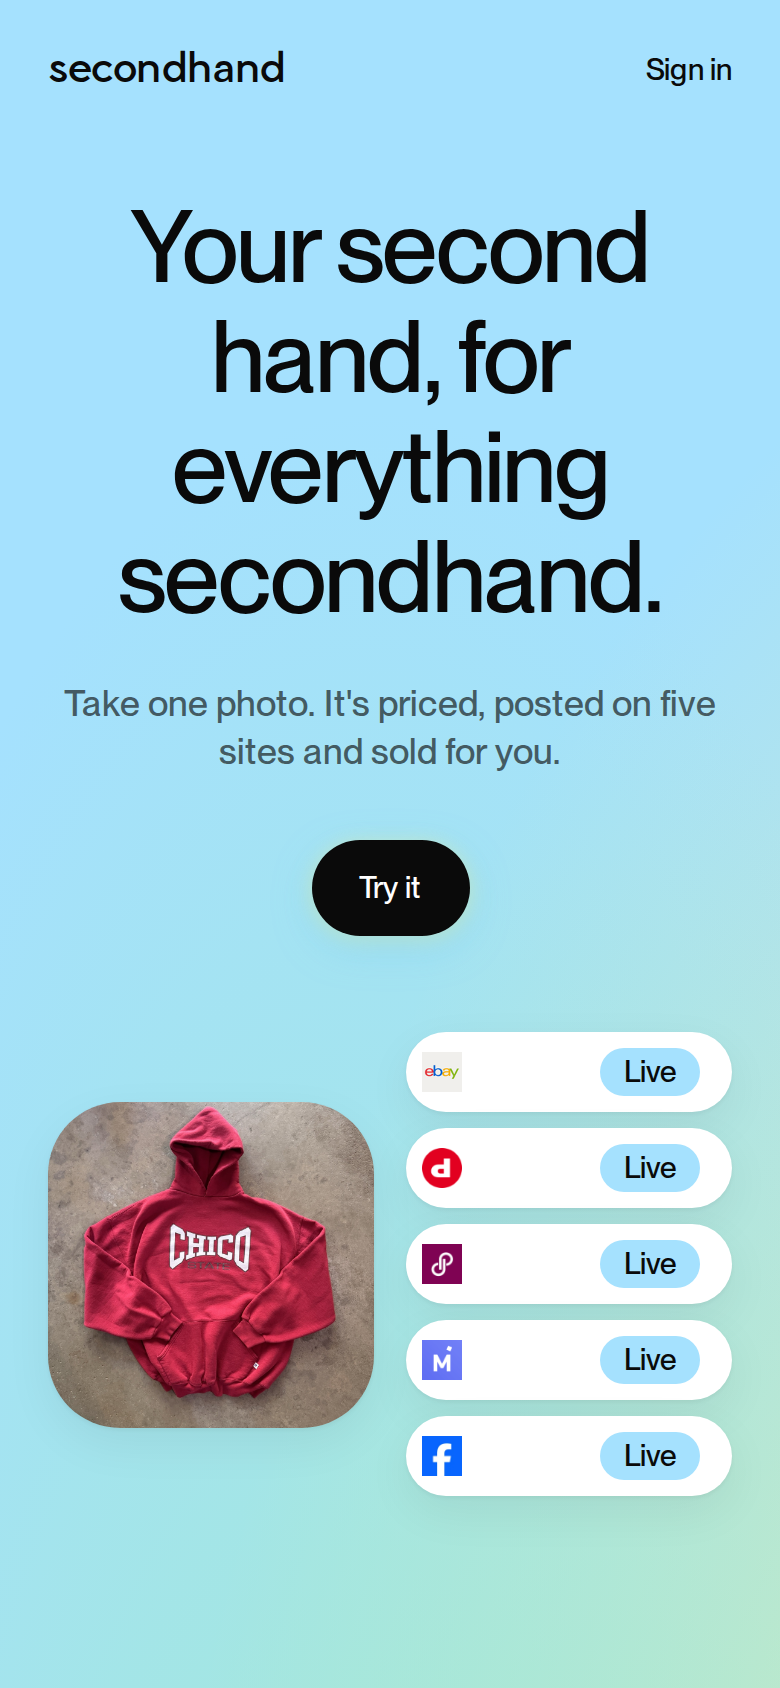 secondhand
Sign in
Your second
hand, for
everything
secondhand.
Take one photo. It's priced, posted on five
sites and sold for you.
Try it
ebay
Live
d
Live
Live
CHICO
M
Live
f
Live